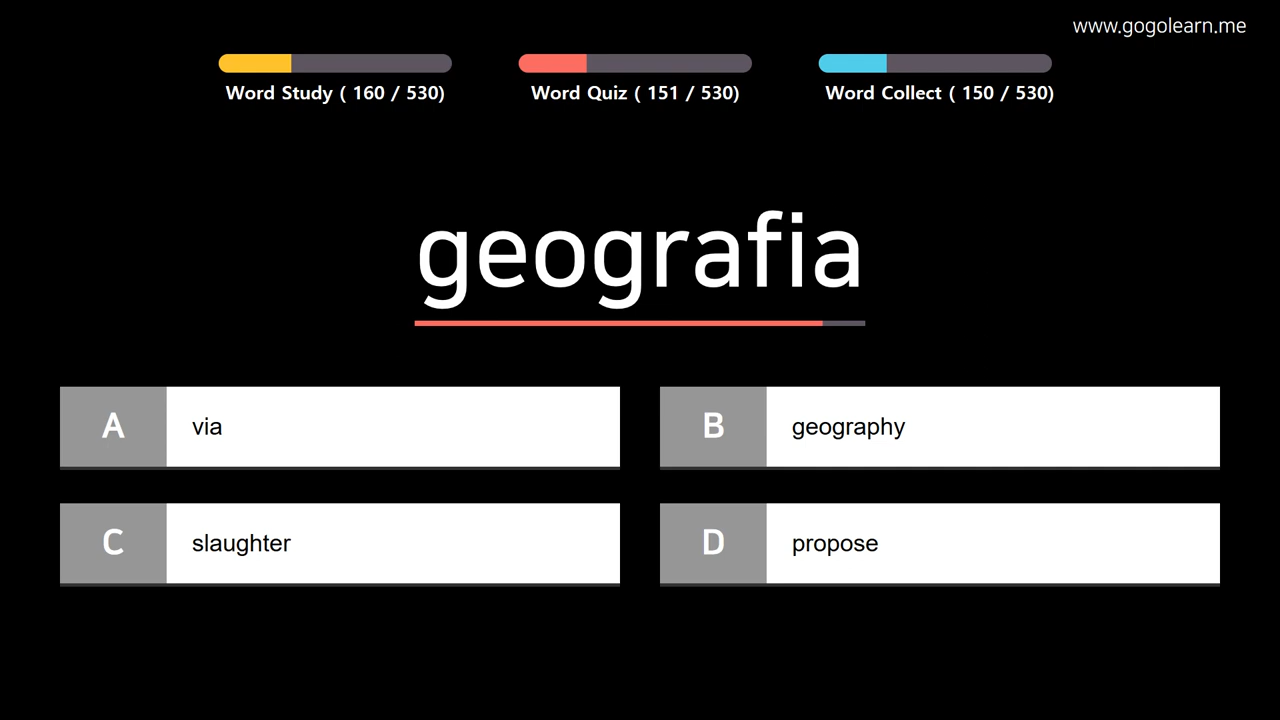 www.gogolearn.me
Word Study ( 160 / 530)
Word Quiz ( 151 / 530)
Word Collect ( 150 / 530)
geografia
A
via
B
geography
C
slaughter
D
propose